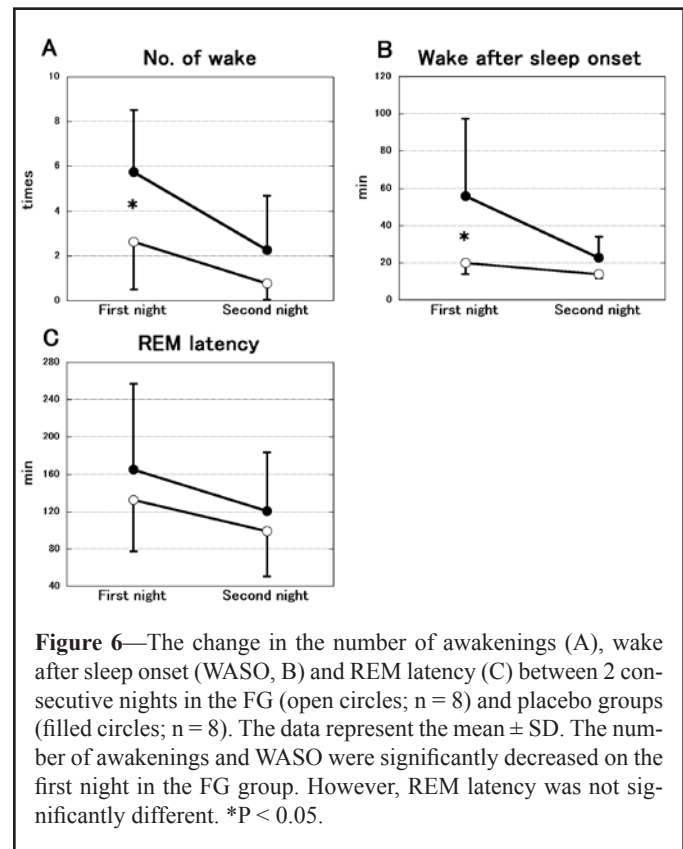 A
No. of wake
10
8
6
4
2
0
times
*
First night
Second night
B
Wake after sleep onset
120
100
80
60
40
20
0
min
*
First night
Second night
C
REM latency
280
240
200
160
120
80
40
min
First night
Second night
Figure 6—The change in the number of awakenings (A), wake
after sleep onset (WASO, B) and REM latency (C) between 2 con-
secutive nights in the FG (open circles; n = 8) and placebo groups
(filled circles; n = 8). The data represent the mean ± SD. The num-
ber of awakenings and WASO were significantly decreased on the
first night in the FG group. However, REM latency was not sig-
nificantly different. *P < 0.05.